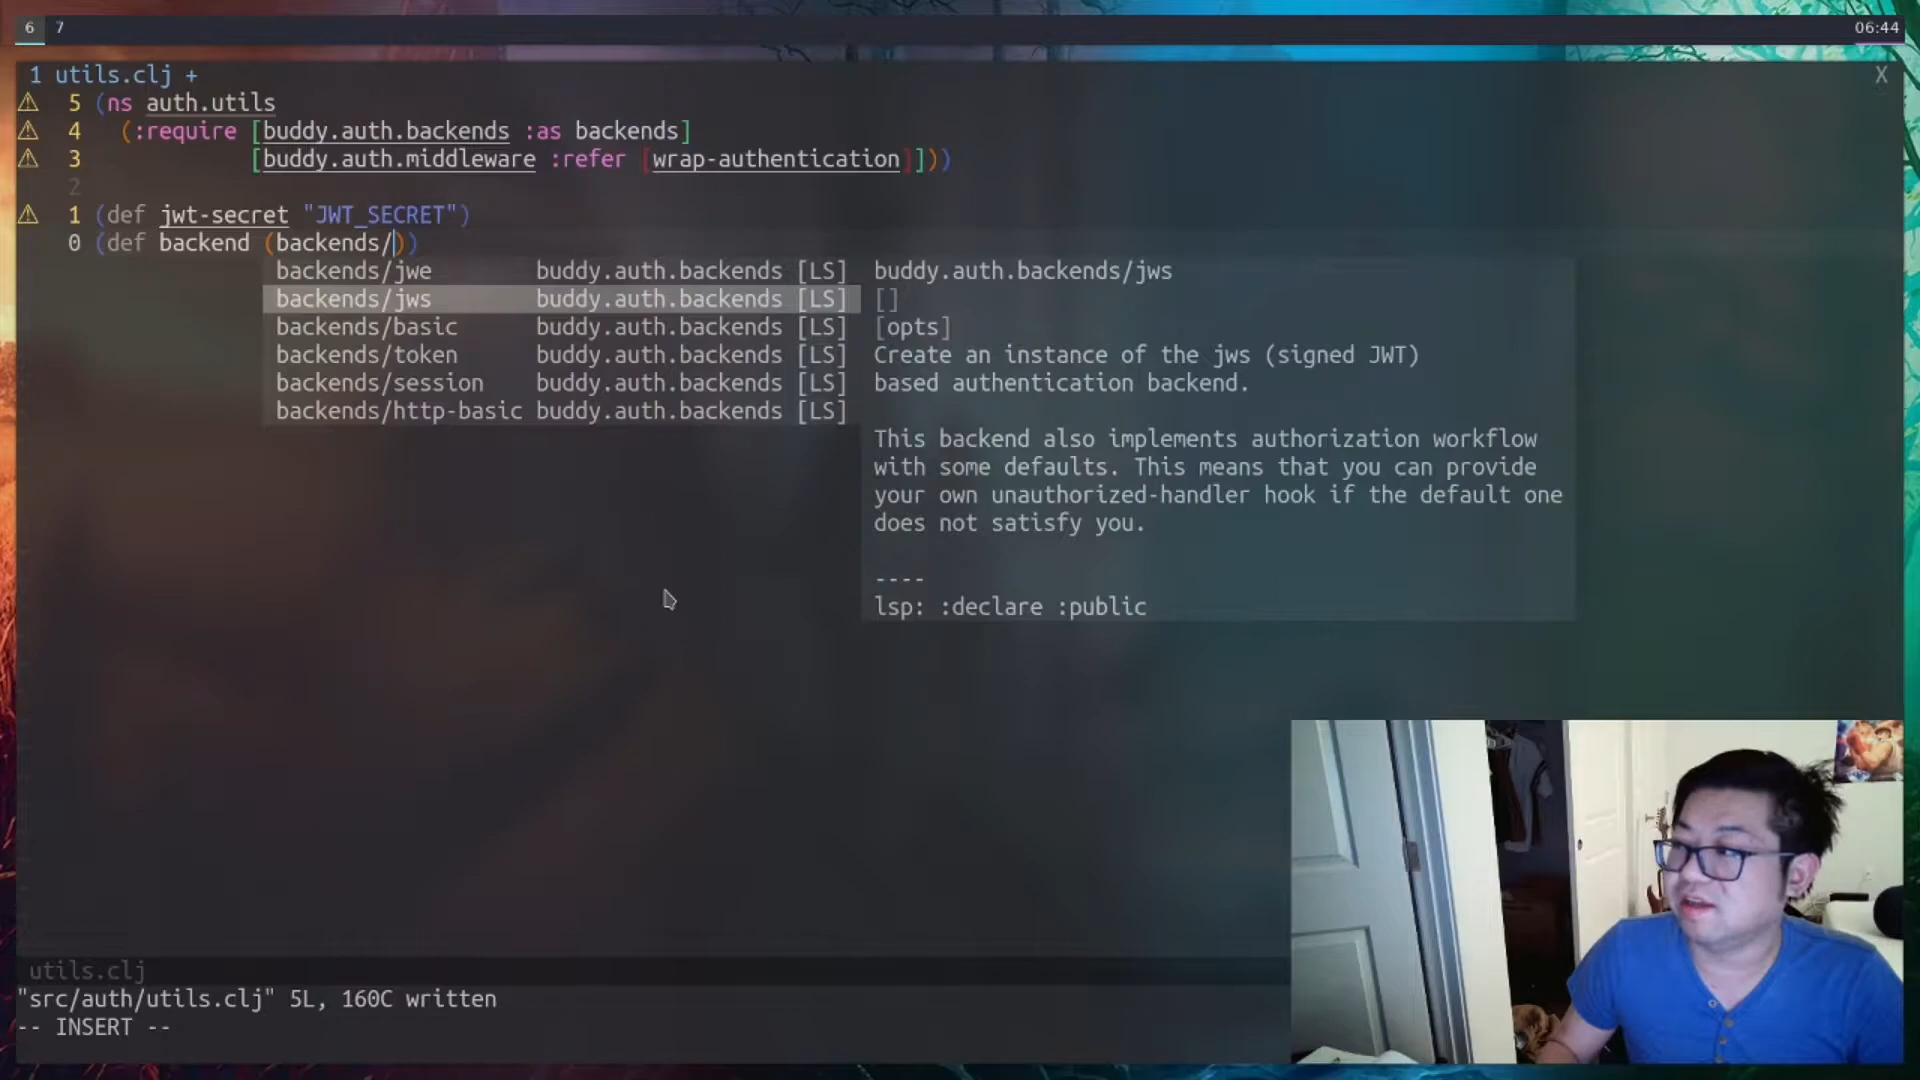 6 7 06:44
1 utils.clj + X
⚠ 5 (ns auth.utils
⚠ 4 (:require [buddy.auth.backends :as backends]
⚠ 3 [buddy.auth.middleware :refer [wrap-authentication]]))
2
⚠ 1 (def jwt-secret "JWT_SECRET")
0 (def backend (backends/))
backends/jwe buddy.auth.backends [LS]
backends/jws buddy.auth.backends [LS]
backends/basic buddy.auth.backends [LS]
backends/token buddy.auth.backends [LS]
backends/session buddy.auth.backends [LS]
backends/http-basic buddy.auth.backends [LS]
buddy.auth.backends/jws
[]
[opts]
Create an instance of the jws (signed JWT)
based authentication backend.
This backend also implements authorization workflow
with some defaults. This means that you can provide
your own unauthorized-handler hook if the default one
does not satisfy you.
----
lsp: :declare :public
utils.clj
"src/auth/utils.clj" 5L, 160C written
-- INSERT --